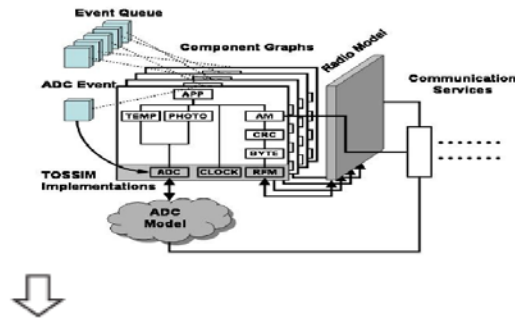 Event Queue
Component Graphs
Radio Model
ADC Event
Communication
Services
APP
TEMP PHOTO AM
CRC
BYTE
TOSSIM
Implementations
ADC CLOCK RFM
ADC
Model